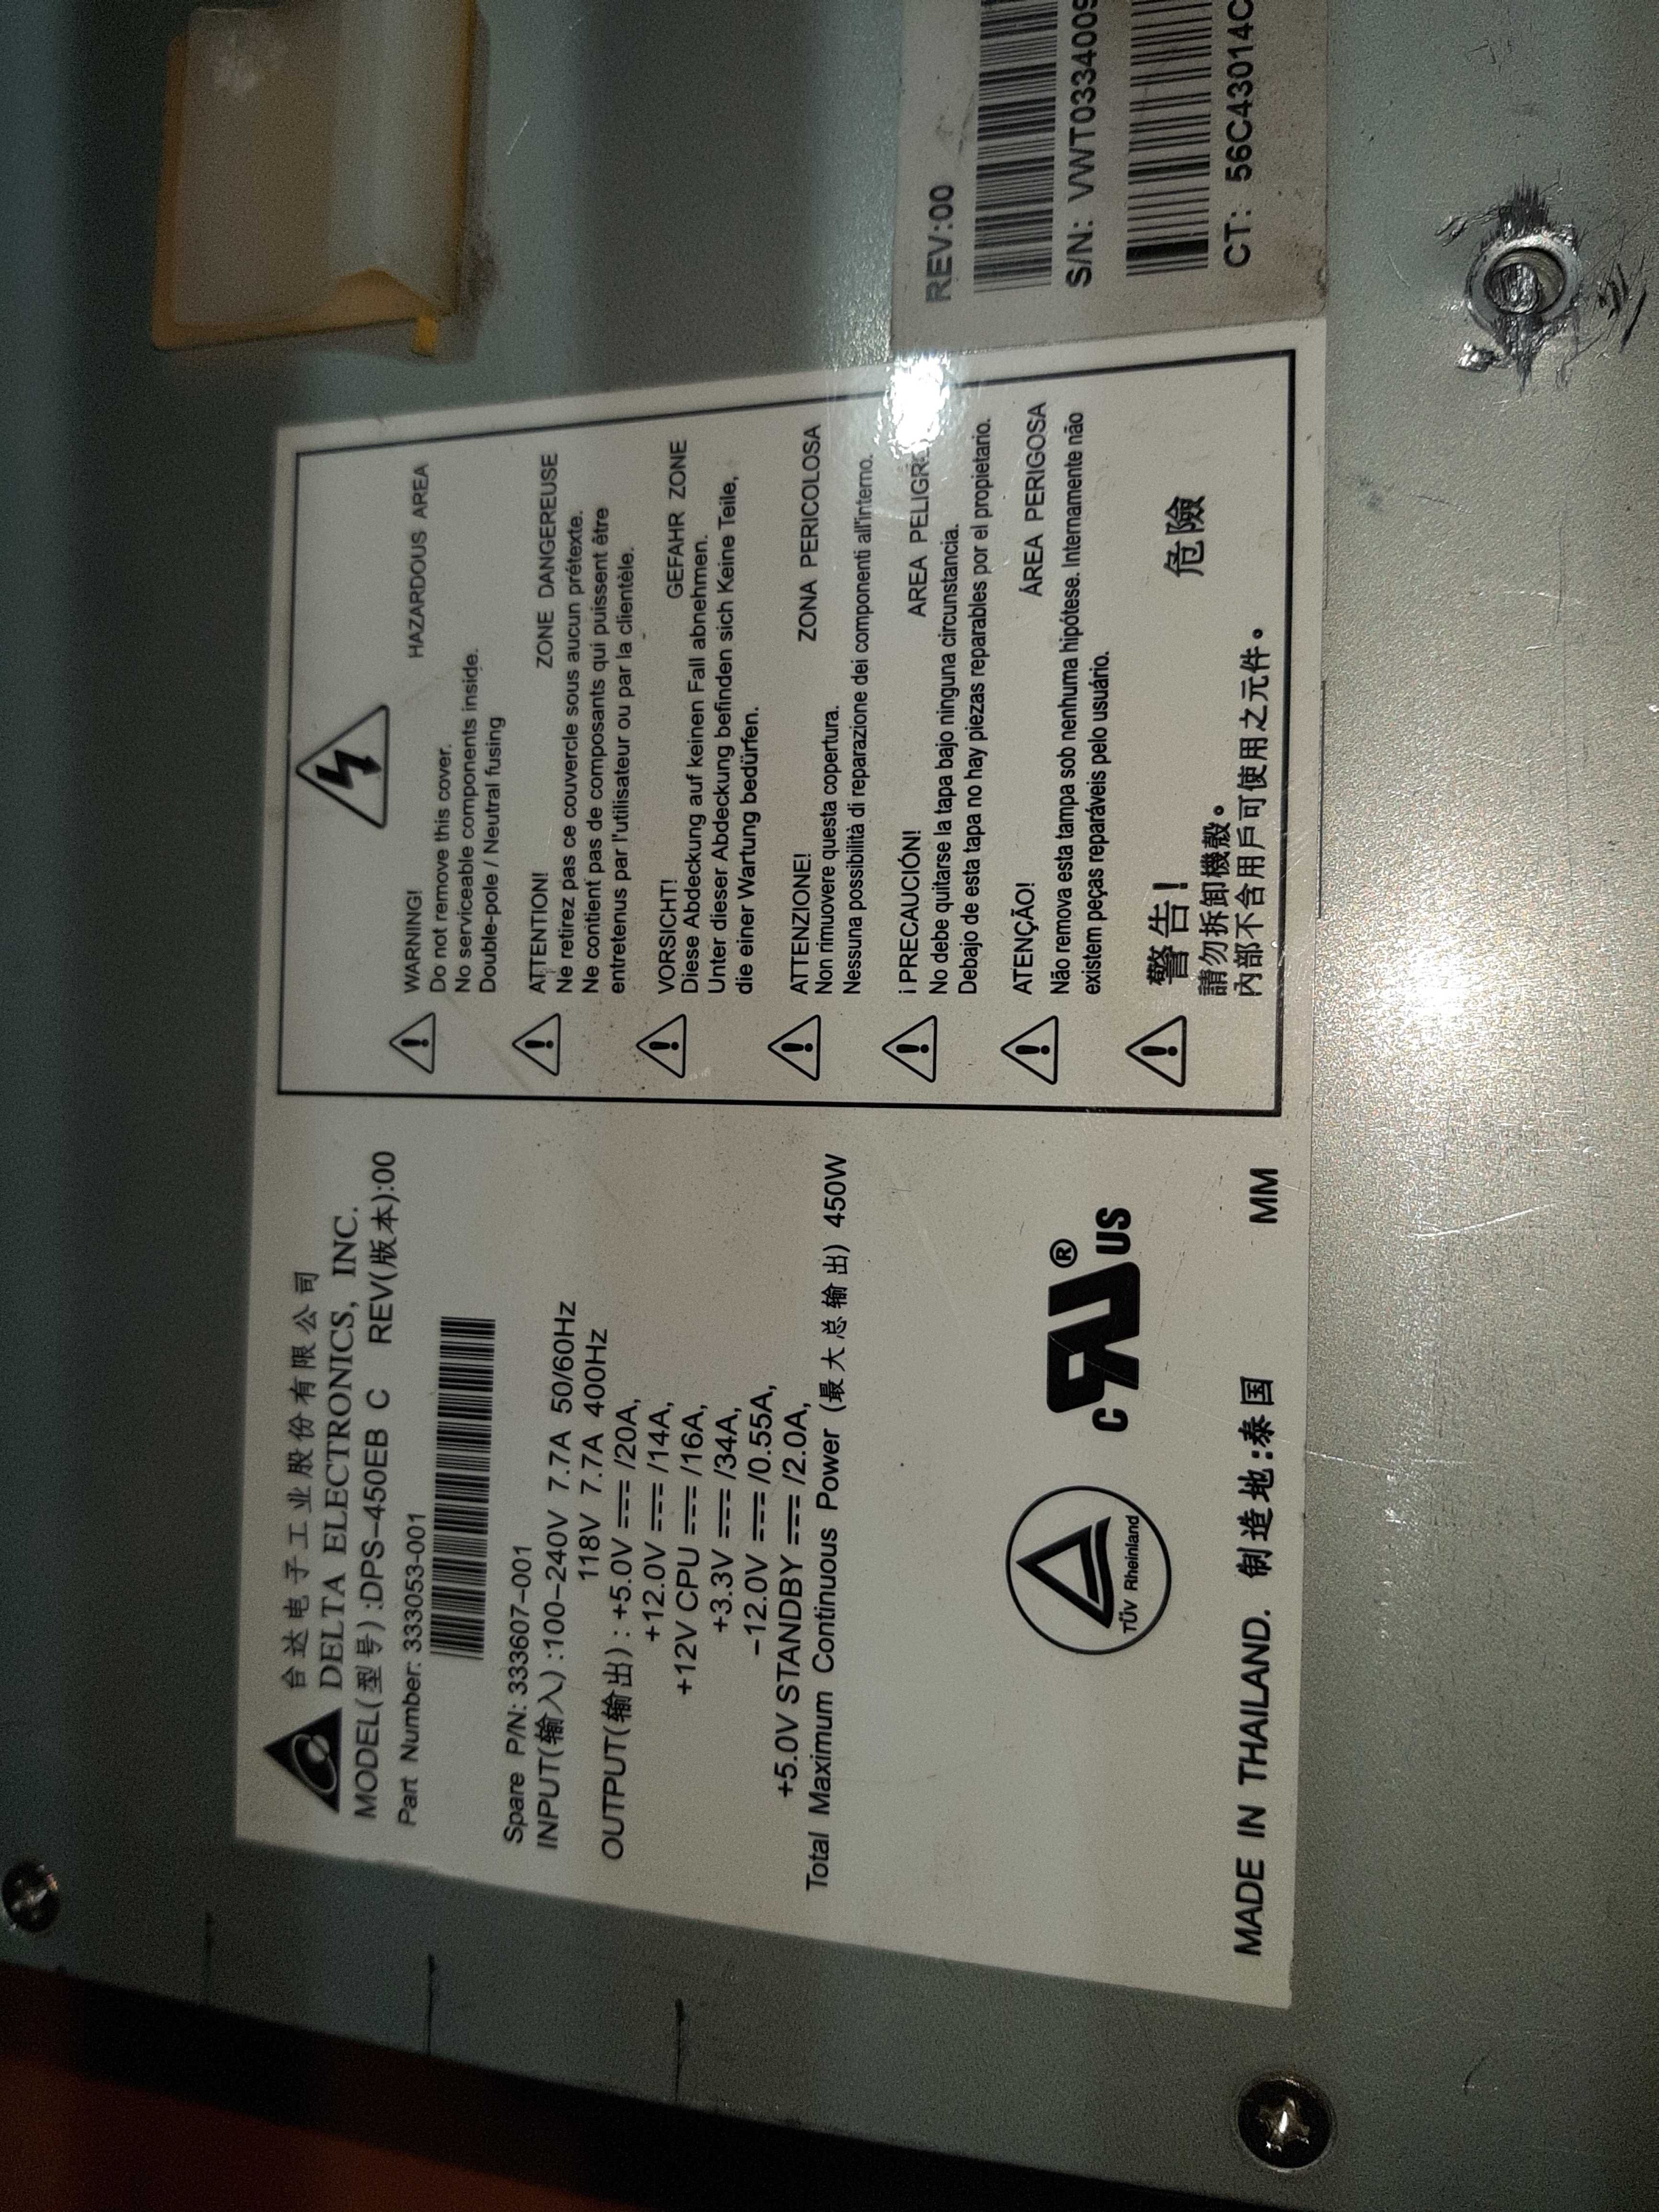 台达电子工业股份有限公司
DELTA ELECTRONICS, INC.
MODEL(型号):DPS-450EB C REV(版本):00
Part Number: 333053-001
Spare P/N: 333607-001
INPUT(输入):100-240V 7.7A 50/60Hz
118V 7.7A 400Hz
OUTPUT(输出): +5.0V ⎓ /20A,
+12.0V ⎓ /14A,
+12V CPU ⎓ /16A,
+3.3V ⎓ /34A,
-12.0V ⎓ /0.55A,
+5.0V STANDBY ⎓ /2.0A,
Total Maximum Continuous Power (最大总输出) 450W
TÜV Rheinland
c RU ® US
MADE IN THAILAND. 制造地:泰国 MM
WARNING! HAZARDOUS AREA
Do not remove this cover.
No serviceable components inside.
Double-pole / Neutral fusing
ATTENTION! ZONE DANGEREUSE
Ne retirez pas ce couvercle sous aucun prétexte.
Ne contient pas de composants qui puissent être
entretenus par l'utilisateur ou par la clientèle.
VORSICHT! GEFAHR ZONE
Diese Abdeckung auf keinen Fall abnehmen.
Unter dieser Abdeckung befinden sich Keine Teile,
die einer Wartung bedürfen.
ATTENZIONE! ZONA PERICOLOSA
Non rimuovere questa copertura.
Nessuna possibilità di reparazione dei componenti all'interno.
¡ PRECAUCIÓN! AREA
No debe quitarse la tapa bajo ninguna circunstancia.
Debajo de esta tapa no hay piezas reparables por el propietario.
ATENÇÃO! ÁREA PERIGOSA
Não remova esta tampa sob nenhuma hipótese. Internamente não
existem peças reparáveis pelo usuário.
警告! 危險
請勿拆卸機殼。
內部不含用戶可使用之元件。
REV:00
S/N: VWT0334009
CT: 56C43014C